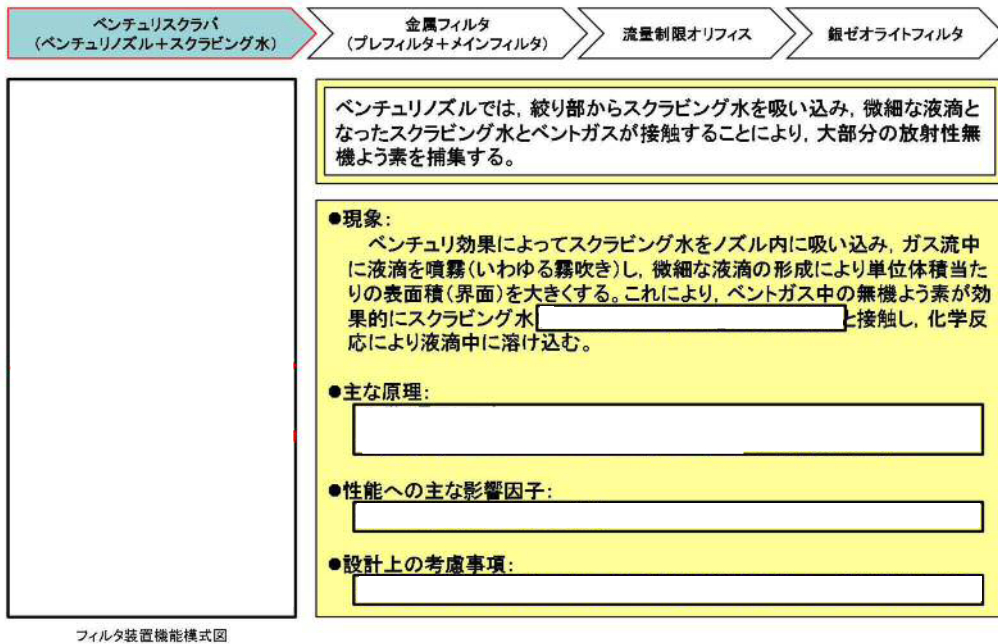 ベンチュリスクラバ
(ベンチュリノズル+スクラビング水)
金属フィルタ
(プレフィルタ+メインフィルタ)
流量制限オリフィス
銀ゼオライトフィルタ
ベンチュリノズルでは,絞り部からスクラビング水を吸い込み,微細な液滴と
なったスクラビング水とベントガスが接触することにより,大部分の放射性無
機よう素を捕集する。
●現象:
ベンチュリ効果によってスクラビング水をノズル内に吸い込み,ガス流中
に液滴を噴霧(いわゆる霧吹き)し,微細な液滴の形成により単位体積当た
りの表面積(界面)を大きくする。これにより,ベントガス中の無機よう素が効
果的にスクラビング水 と接触し,化学反
応により液滴中に溶け込む。
●主な原理:
●性能への主な影響因子:
●設計上の考慮事項:
フィルタ装置機能模式図